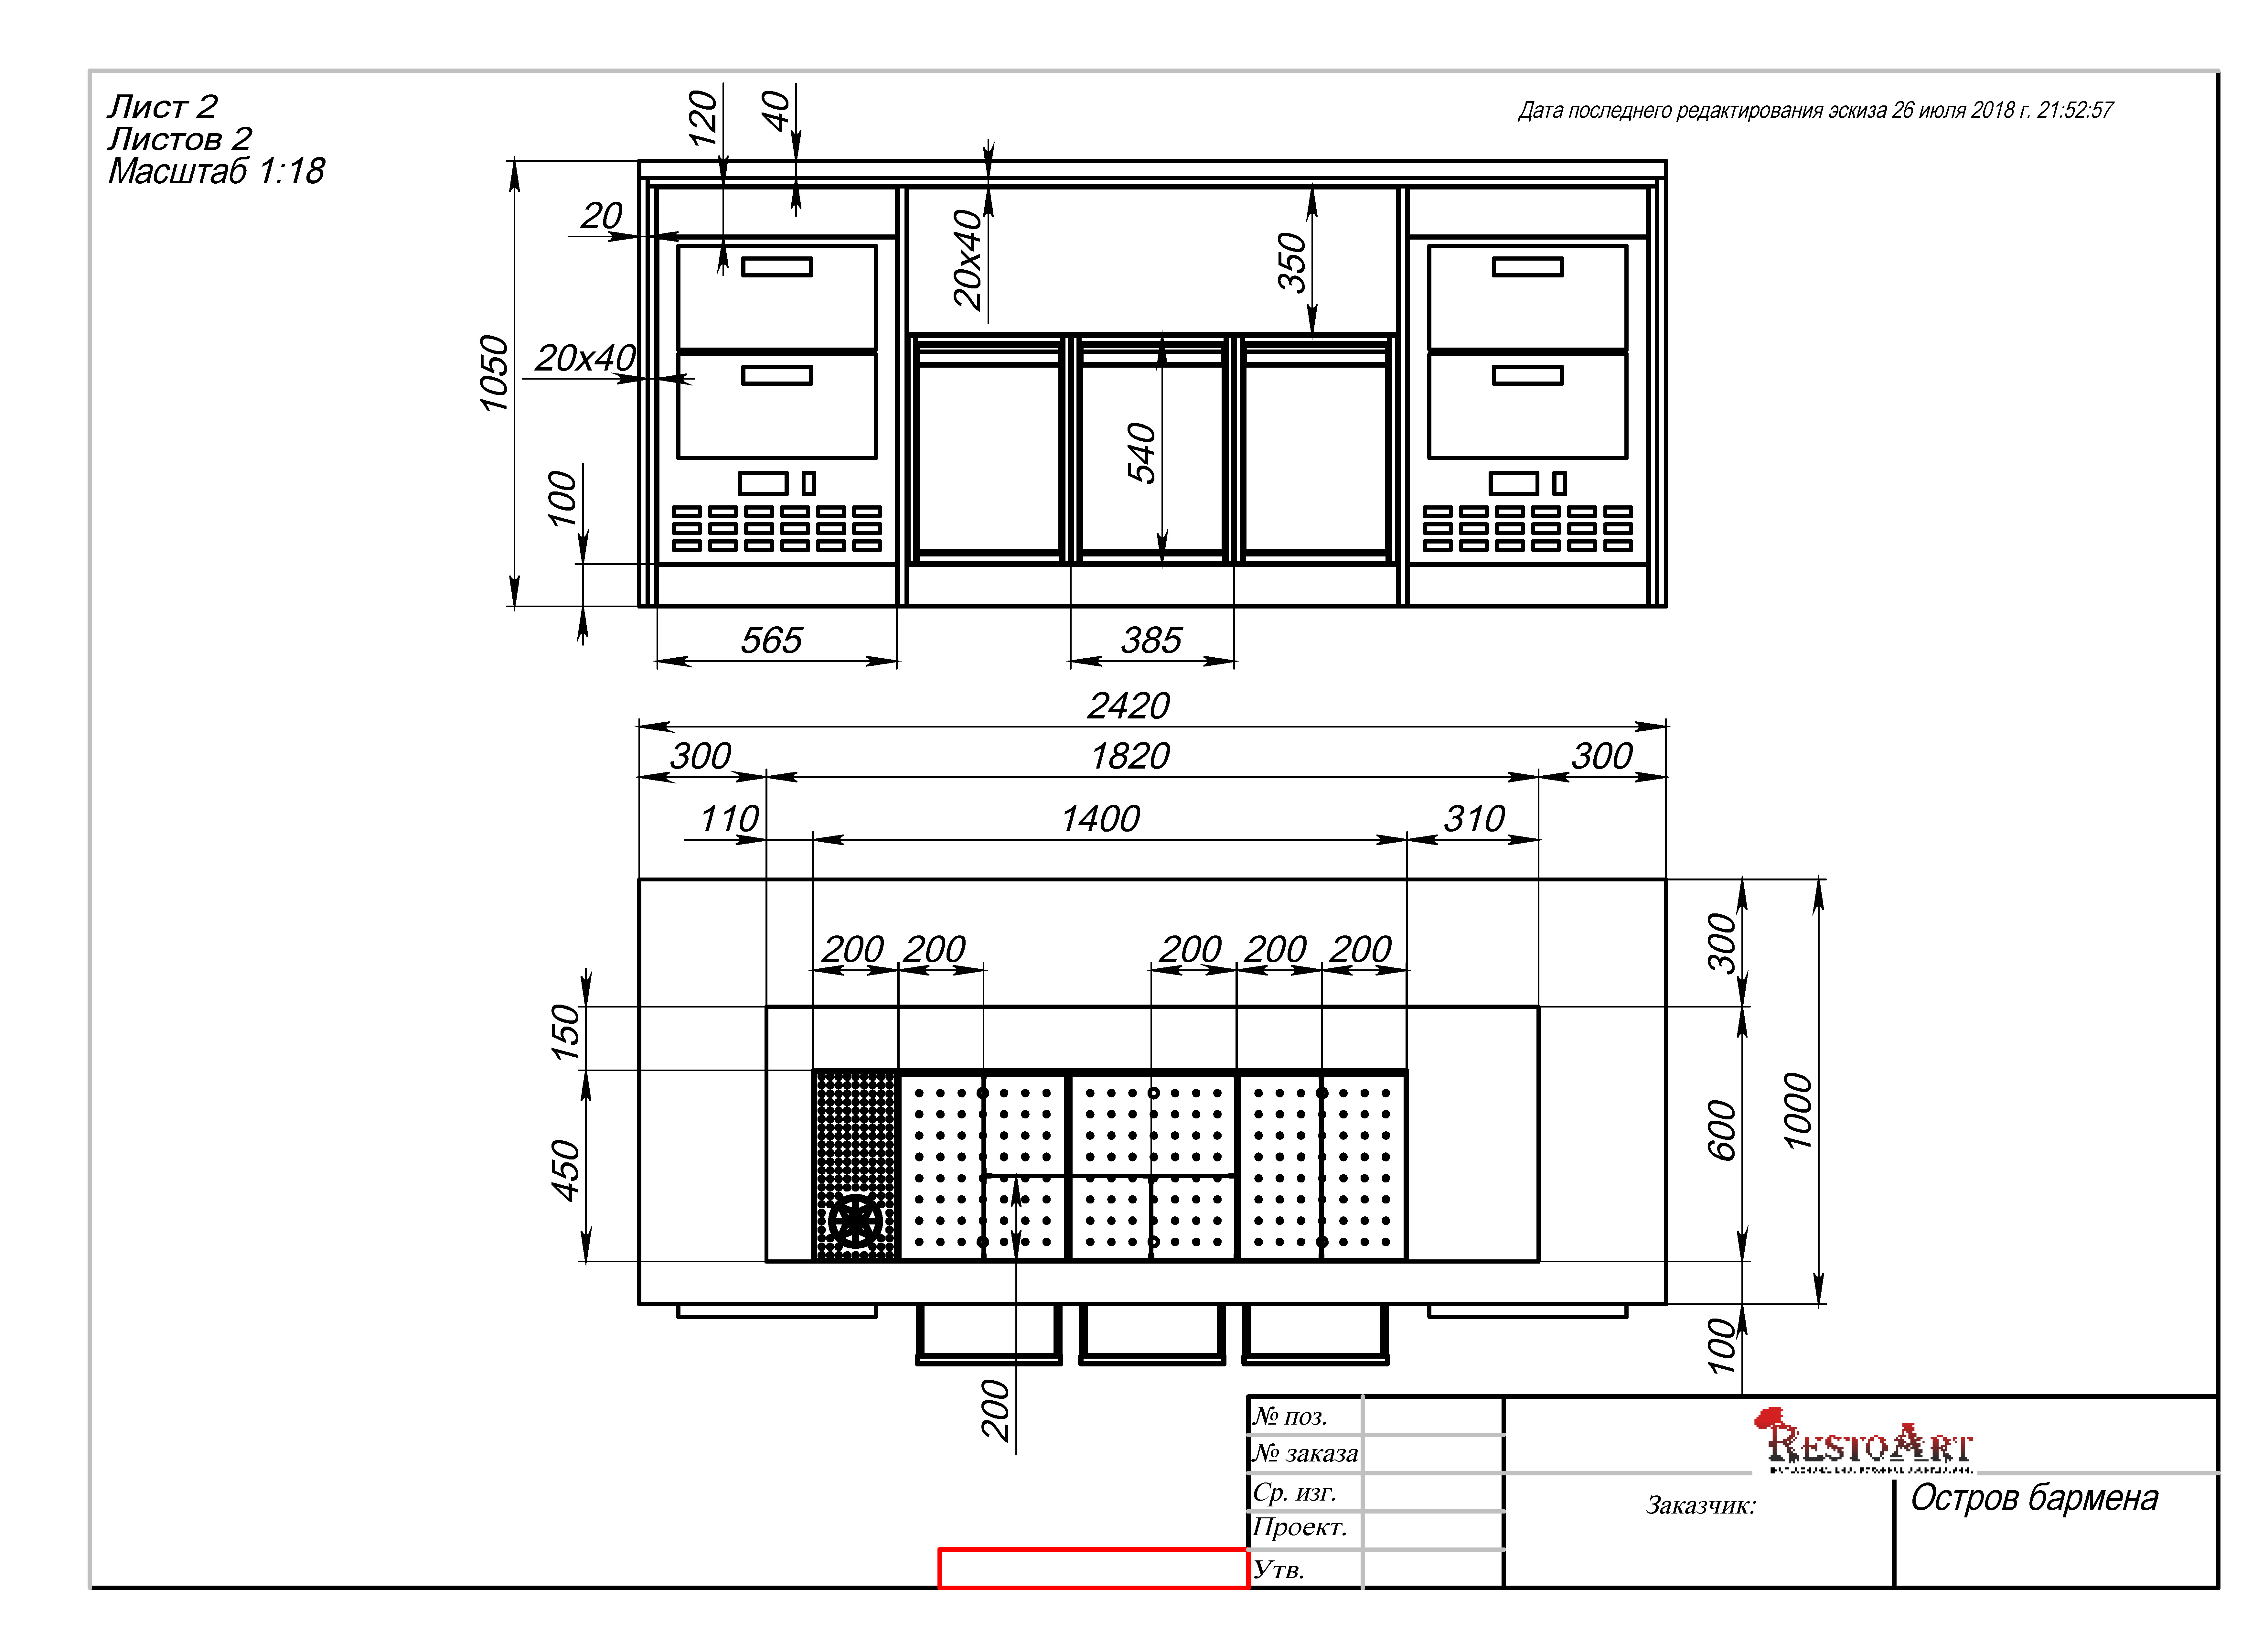 Лист 2
Листов 2
Масштаб 1:18
Дата последнего редактирования эскиза 26 июля 2018 г. 21:52:57
120
40
20
20x40
350
1050
20x40
540
100
565
385
2420
300
1820
300
110
1400
310
200
200
200
200
200
300
150
450
600
1000
100
200
№ поз.
№ заказа
Ср. изг.
Проект.
Утв.
RESTOART
Заказчик:
Остров бармена